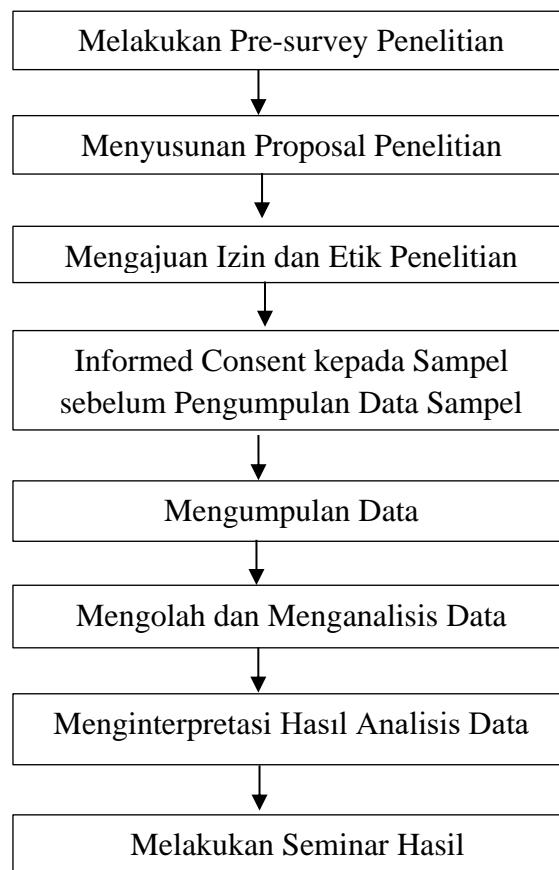 Melakukan Pre-survey Penelitian
Menyusunan Proposal Penelitian
Mengajuan Izin dan Etik Penelitian
Informed Consent kepada Sampel
sebelum Pengumpulan Data Sampel
Mengumpulan Data
Mengolah dan Menganalisis Data
Menginterpretasi Hasil Analisis Data
Melakukan Seminar Hasil